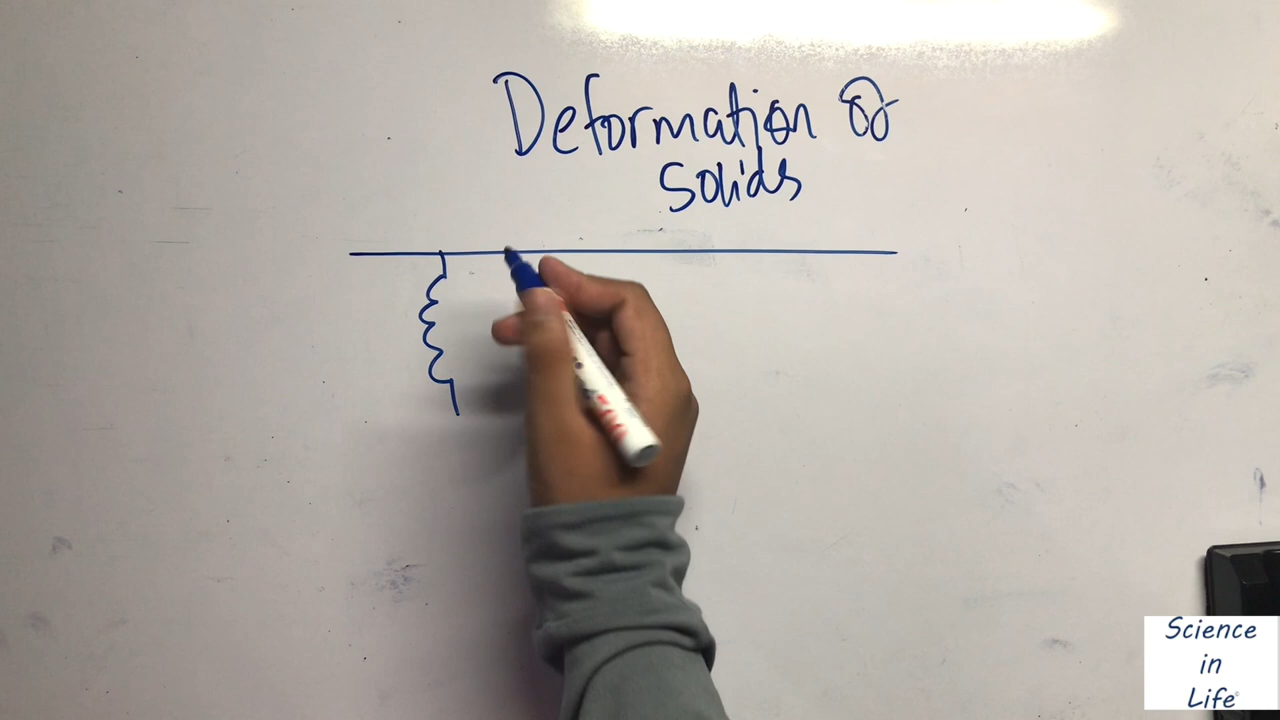 Deformation of
Solids
Science
in
Life